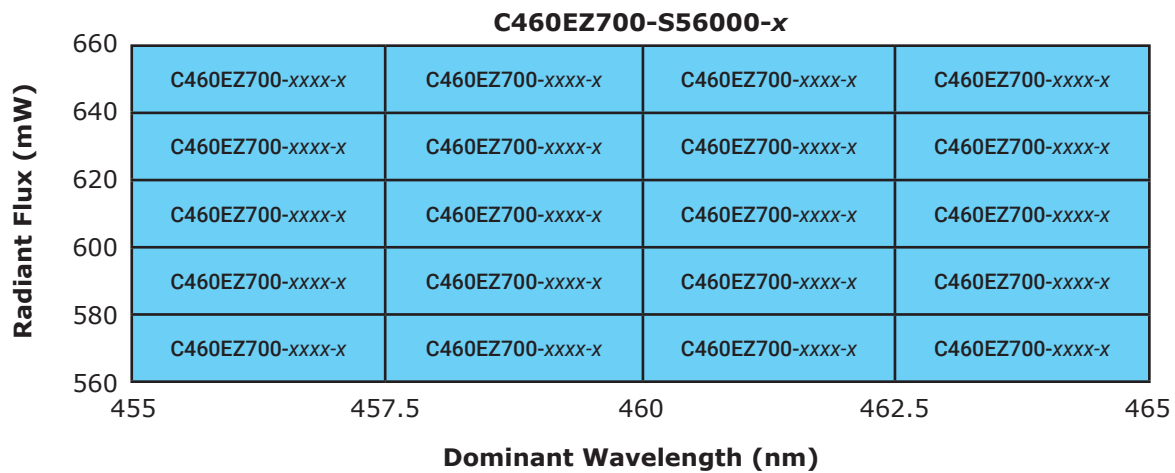 C460EZ700-S56000-x
660
C460EZ700-xxxx-x C460EZ700-xxxx-x C460EZ700-xxxx-x C460EZ700-xxxx-x
640
C460EZ700-xxxx-x C460EZ700-xxxx-x C460EZ700-xxxx-x C460EZ700-xxxx-x
620
C460EZ700-xxxx-x C460EZ700-xxxx-x C460EZ700-xxxx-x C460EZ700-xxxx-x
600
C460EZ700-xxxx-x C460EZ700-xxxx-x C460EZ700-xxxx-x C460EZ700-xxxx-x
580
C460EZ700-xxxx-x C460EZ700-xxxx-x C460EZ700-xxxx-x C460EZ700-xxxx-x
560
Radiant Flux (mW)
455 457.5 460 462.5 465
Dominant Wavelength (nm)